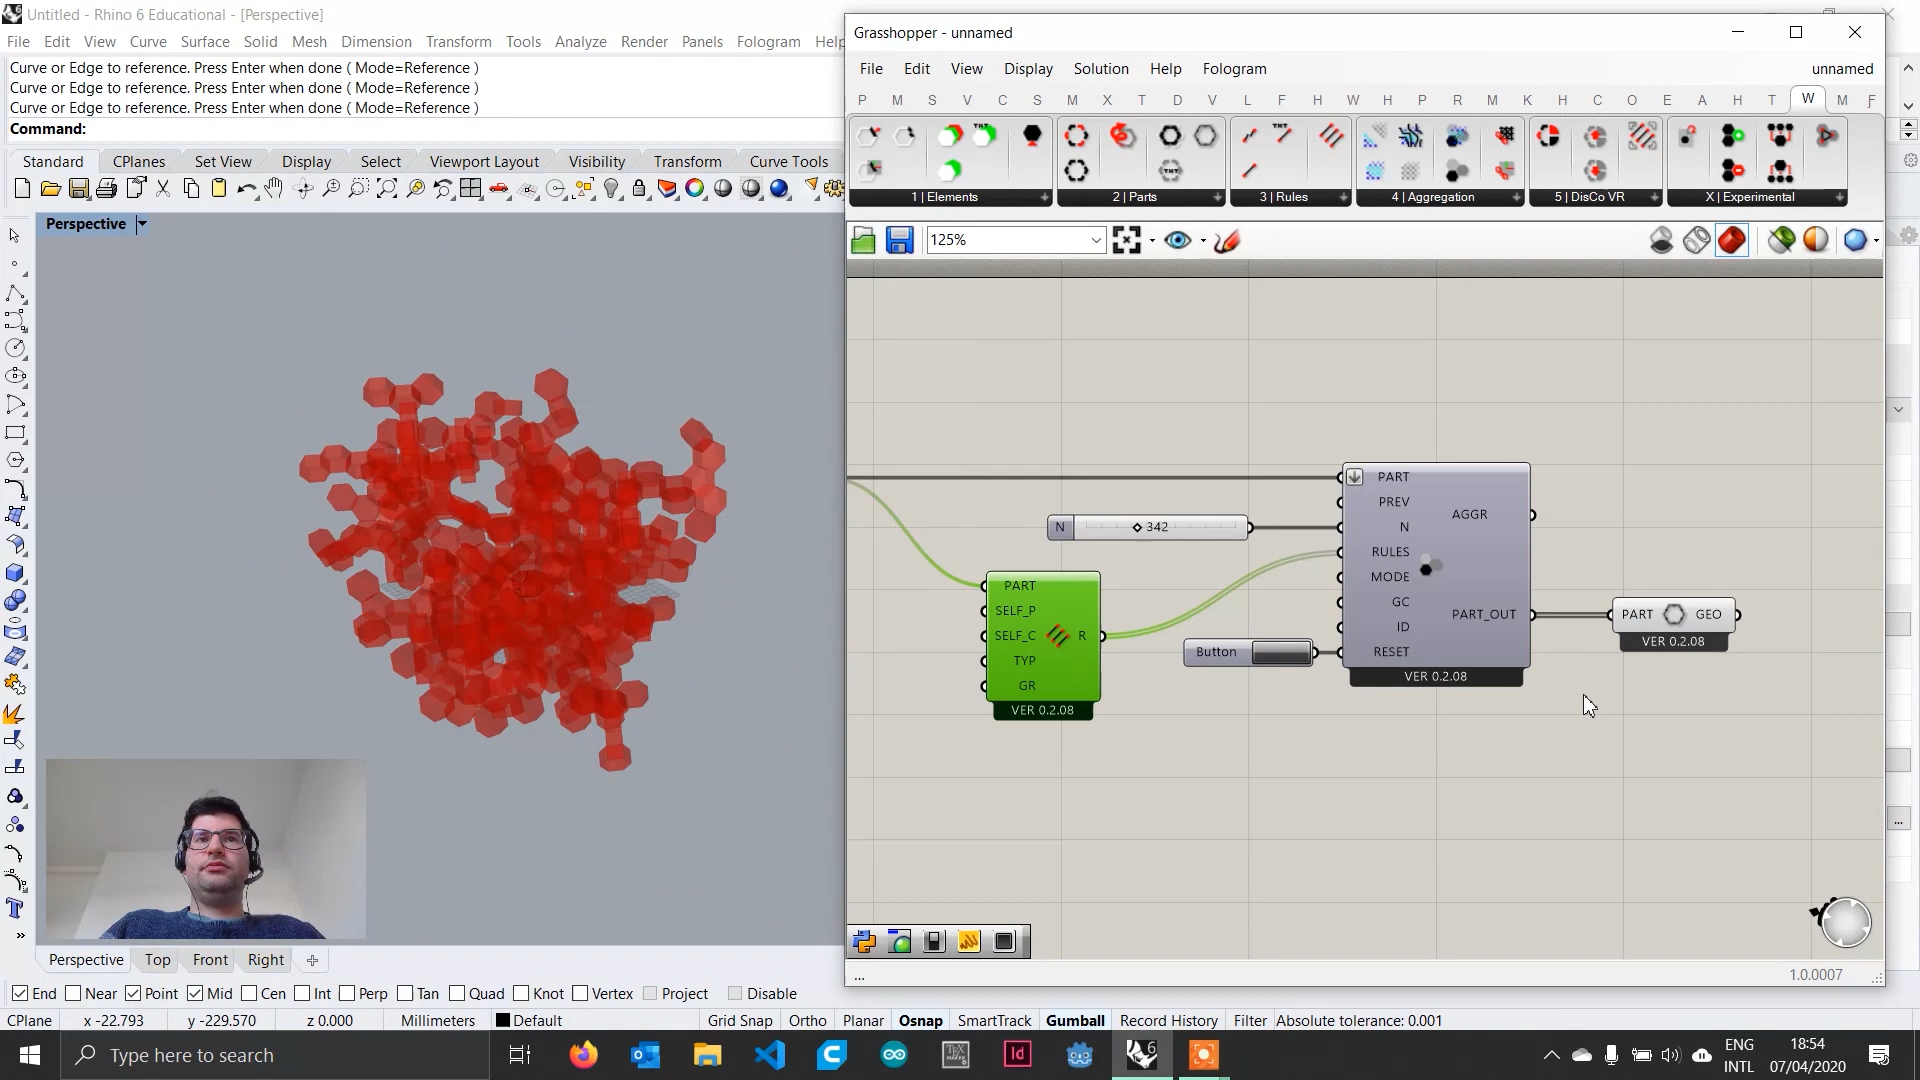 Untitled - Rhino 6 Educational - [Perspective]
File Edit View Curve Surface Solid Mesh Dimension Transform Tools Analyze Render Panels Fologram Help
Curve or Edge to reference. Press Enter when done ( Mode=Reference )
Curve or Edge to reference. Press Enter when done ( Mode=Reference )
Curve or Edge to reference. Press Enter when done ( Mode=Reference )
Command:
Standard CPlanes Set View Display Select Viewport Layout Visibility Transform Curve Tools
Perspective
Grasshopper - unnamed
File Edit View Display Solution Help Fologram unnamed
P M S V C S M X T D V L F H W H P R M K H C O E A H T W M F
1 | Elements 2 | Parts 3 | Rules 4 | Aggregation 5 | DisCo VR X | Experimental
125%
N 342
PART
SELF_P
SELF_C R
TYP
GR
VER 0.2.08
Button
PART
PREV
N
RULES
MODE
GC
ID
RESET
AGGR
PART_OUT
VER 0.2.08
PART GEO
VER 0.2.08
...
1.0.0007
Perspective Top Front Right
End Near Point Mid Cen Int Perp Tan Quad Knot Vertex Project Disable
CPlane x -22.793 y -229.570 z 0.000 Millimeters Default Grid Snap Ortho Planar Osnap SmartTrack Gumball Record History Filter Absolute tolerance: 0.001
Type here to search
ENG
INTL
18:54
07/04/2020